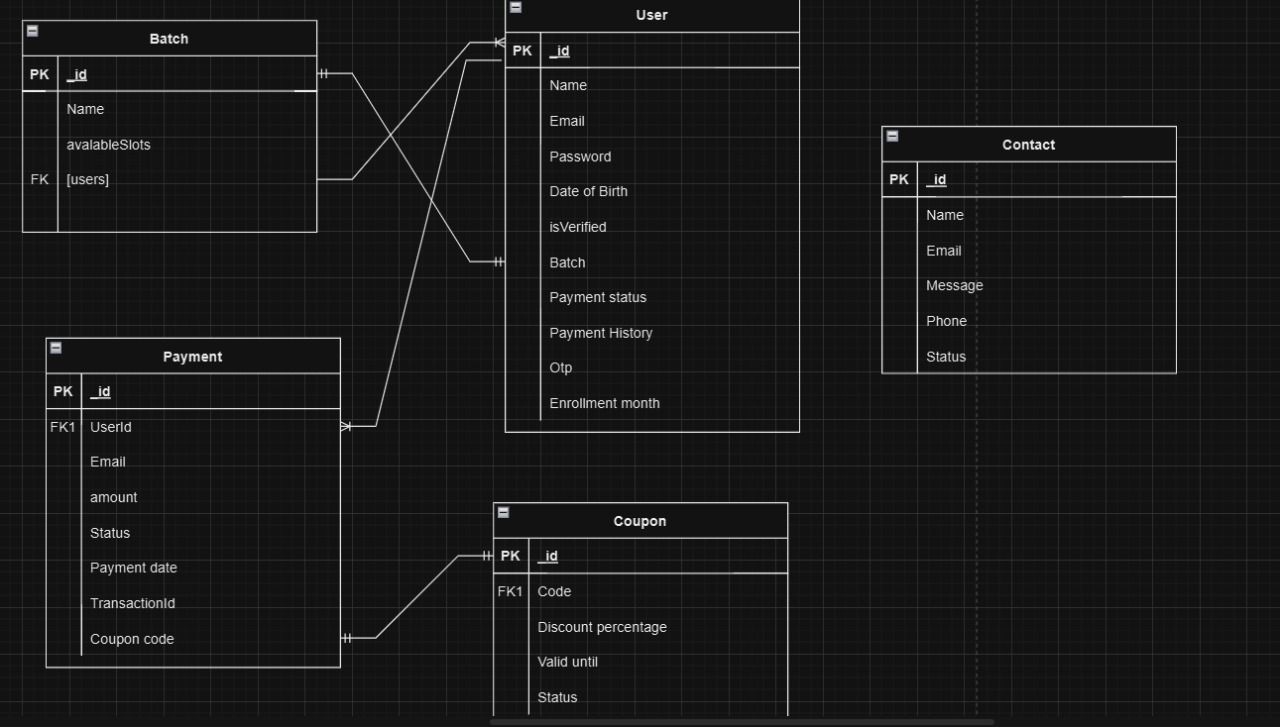 Batch
PK _id
Name
avalableSlots
FK [users]
User
PK _id
Name
Email
Password
Date of Birth
isVerified
Batch
Payment status
Payment History
Otp
Enrollment month
Contact
PK _id
Name
Email
Message
Phone
Status
Payment
PK _id
FK1 UserId
Email
amount
Status
Payment date
TransactionId
Coupon code
Coupon
PK _id
FK1 Code
Discount percentage
Valid until
Status